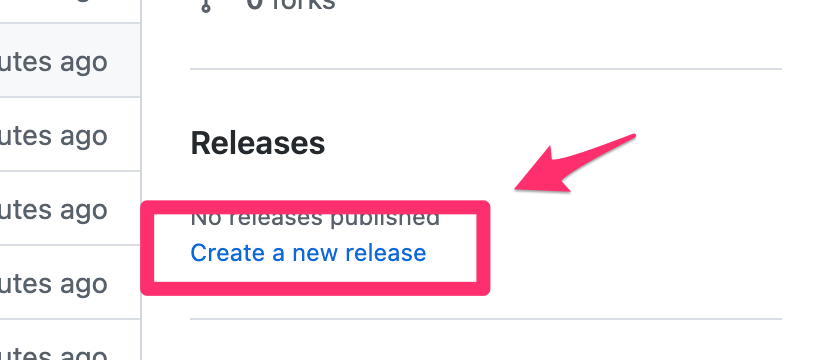 0 forks
utes ago
utes ago
utes ago
utes ago
utes ago
Releases
No releases published
Create a new release